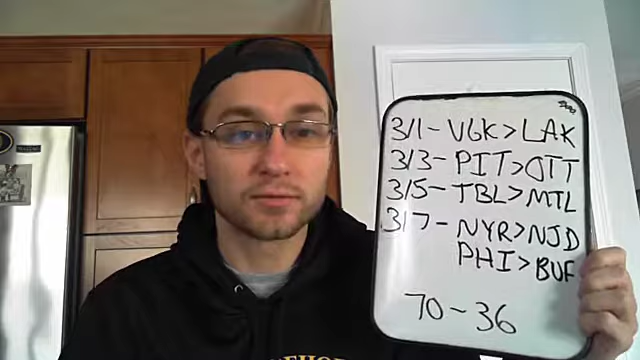 3/1- VGK>LAK
3/3- PIT>OTT
3/5- TBL>MTL
3/7- NYR>NJD
PHI>BUF
70-36